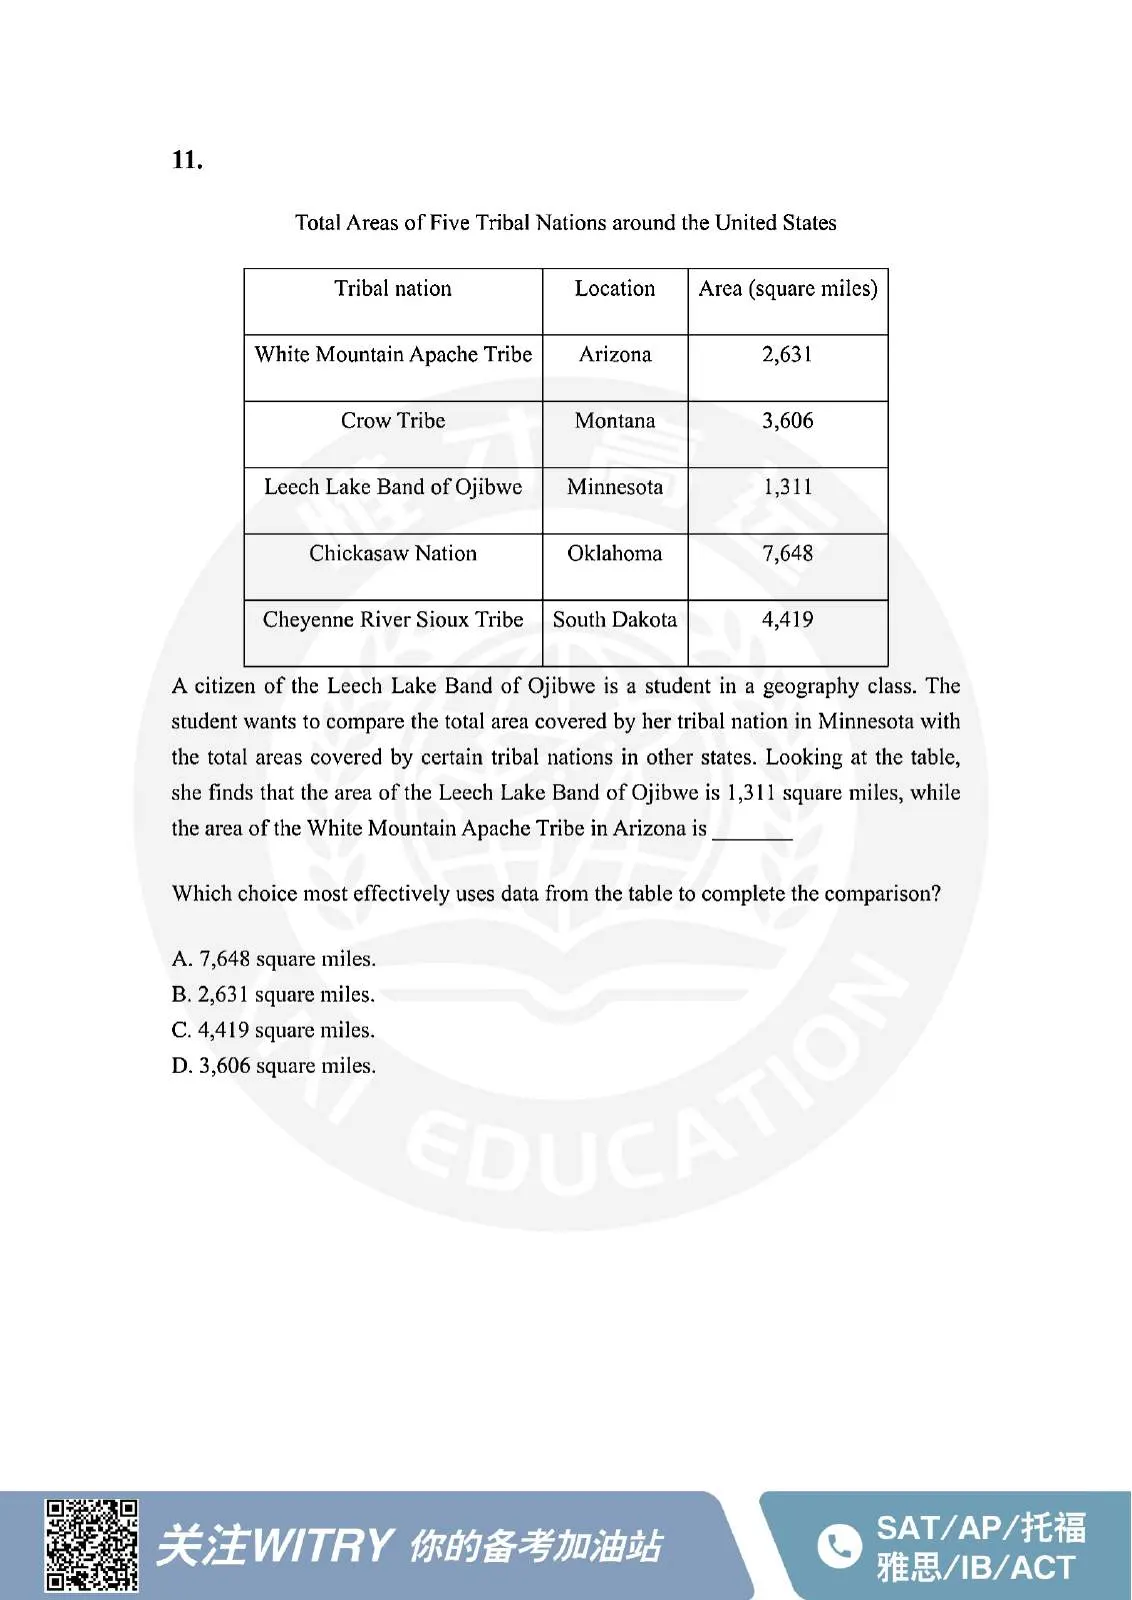 11.
Total Areas of Five Tribal Nations around the United States
Tribal nation Location Area (square miles)
White Mountain Apache Tribe Arizona 2,631
Crow Tribe Montana 3,606
Leech Lake Band of Ojibwe Minnesota 1,311
Chickasaw Nation Oklahoma 7,648
Cheyenne River Sioux Tribe South Dakota 4,419
A citizen of the Leech Lake Band of Ojibwe is a student in a geography class. The
student wants to compare the total area covered by her tribal nation in Minnesota with
the total areas covered by certain tribal nations in other states. Looking at the table,
she finds that the area of the Leech Lake Band of Ojibwe is 1,311 square miles, while
the area of the White Mountain Apache Tribe in Arizona is ________
Which choice most effectively uses data from the table to complete the comparison?
A. 7,648 square miles.
B. 2,631 square miles.
C. 4,419 square miles.
D. 3,606 square miles.
EDUCATION
关注WITRY 你的备考加油站
SAT/AP/托福
雅思/IB/ACT